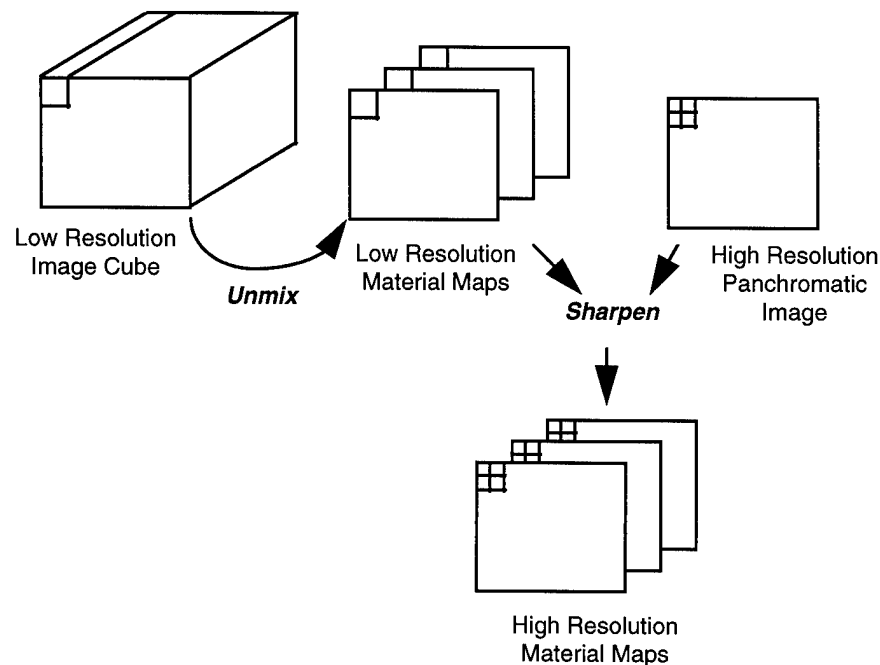 Low Resolution
Image Cube
Unmix
Low Resolution
Material Maps
High Resolution
Panchromatic
Image
Sharpen
High Resolution
Material Maps